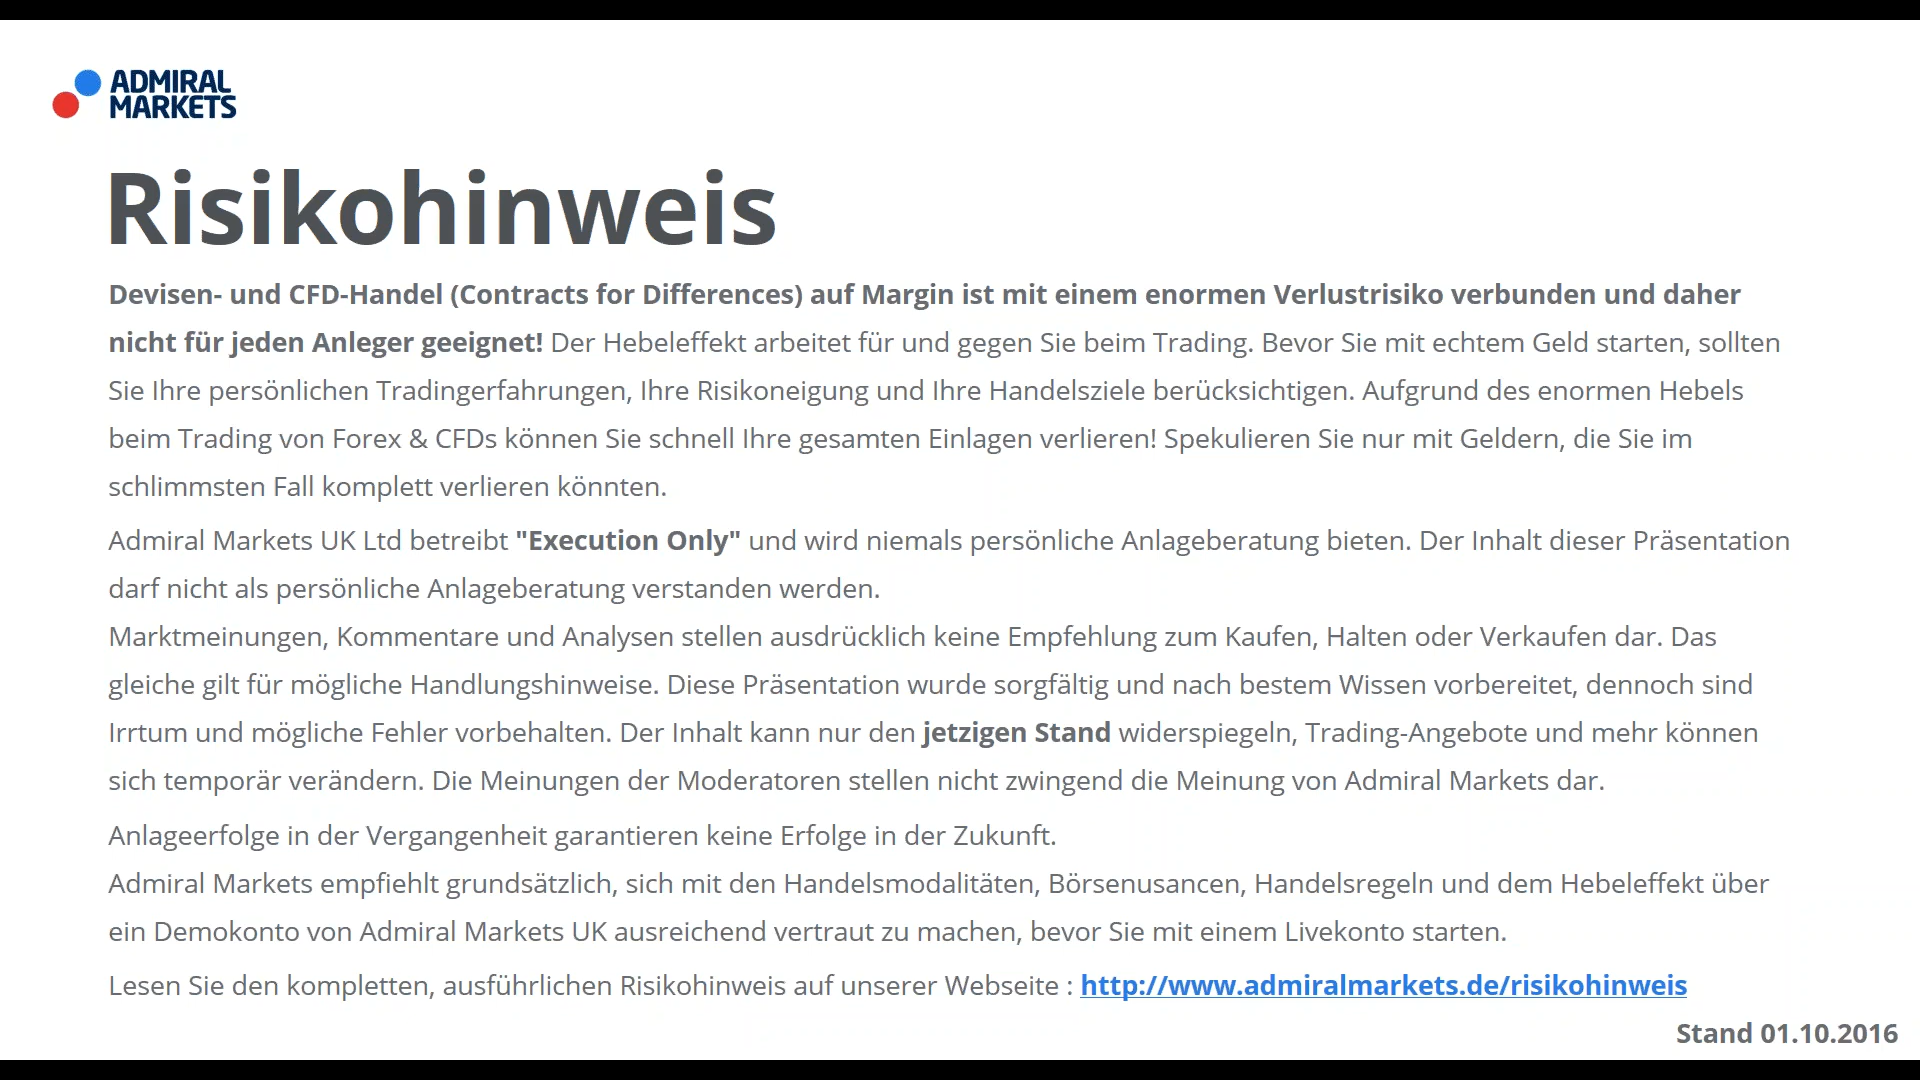 ADMIRAL
MARKETS
Risikohinweis
Devisen- und CFD-Handel (Contracts for Differences) auf Margin ist mit einem enormen Verlustrisiko verbunden und daher
nicht für jeden Anleger geeignet! Der Hebeleffekt arbeitet für und gegen Sie beim Trading. Bevor Sie mit echtem Geld starten, sollten
Sie Ihre persönlichen Tradingerfahrungen, Ihre Risikoneigung und Ihre Handelsziele berücksichtigen. Aufgrund des enormen Hebels
beim Trading von Forex & CFDs können Sie schnell Ihre gesamten Einlagen verlieren! Spekulieren Sie nur mit Geldern, die Sie im
schlimmsten Fall komplett verlieren könnten.
Admiral Markets UK Ltd betreibt "Execution Only" und wird niemals persönliche Anlageberatung bieten. Der Inhalt dieser Präsentation
darf nicht als persönliche Anlageberatung verstanden werden.
Marktmeinungen, Kommentare und Analysen stellen ausdrücklich keine Empfehlung zum Kaufen, Halten oder Verkaufen dar. Das
gleiche gilt für mögliche Handlungshinweise. Diese Präsentation wurde sorgfältig und nach bestem Wissen vorbereitet, dennoch sind
Irrtum und mögliche Fehler vorbehalten. Der Inhalt kann nur den jetzigen Stand widerspiegeln, Trading-Angebote und mehr können
sich temporär verändern. Die Meinungen der Moderatoren stellen nicht zwingend die Meinung von Admiral Markets dar.
Anlageerfolge in der Vergangenheit garantieren keine Erfolge in der Zukunft.
Admiral Markets empfiehlt grundsätzlich, sich mit den Handelsmodalitäten, Börsenusancen, Handelsregeln und dem Hebeleffekt über
ein Demokonto von Admiral Markets UK ausreichend vertraut zu machen, bevor Sie mit einem Livekonto starten.
Lesen Sie den kompletten, ausführlichen Risikohinweis auf unserer Webseite : http://www.admiralmarkets.de/risikohinweis
Stand 01.10.2016